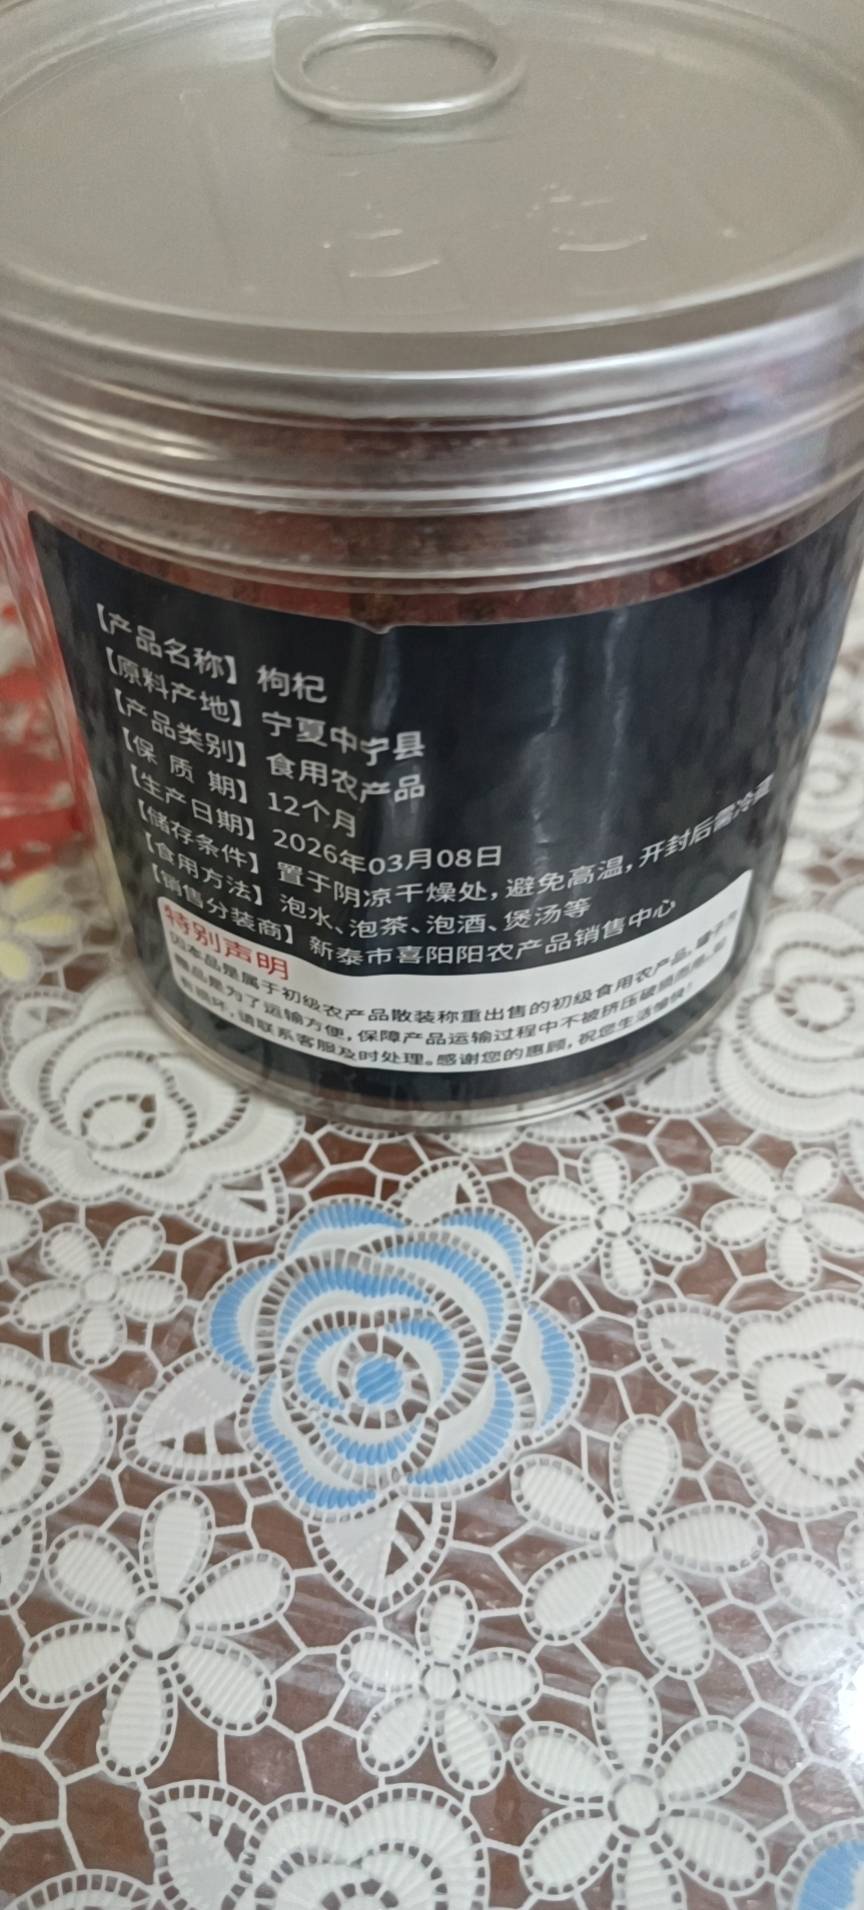 【产品名称】枸杞
【原料产地】宁夏中宁县
【产品类别】食用农产品
【保 质 期】12个月
【生产日期】2026年03月08日
【储存条件】置于阴凉干燥处，避免高温，开封后需冷藏
【食用方法】泡水、泡茶、泡酒、煲汤等
【销售分装商】新泰市喜阳阳农产品销售中心
特别声明
因本品是属于初级农产品散装称重出售的初级食用农产品。
是为了运输方便，保障产品运输过程中不被挤压破损
有损坏，请联系客服及时处理。感谢您的惠顾，祝您生活愉快！